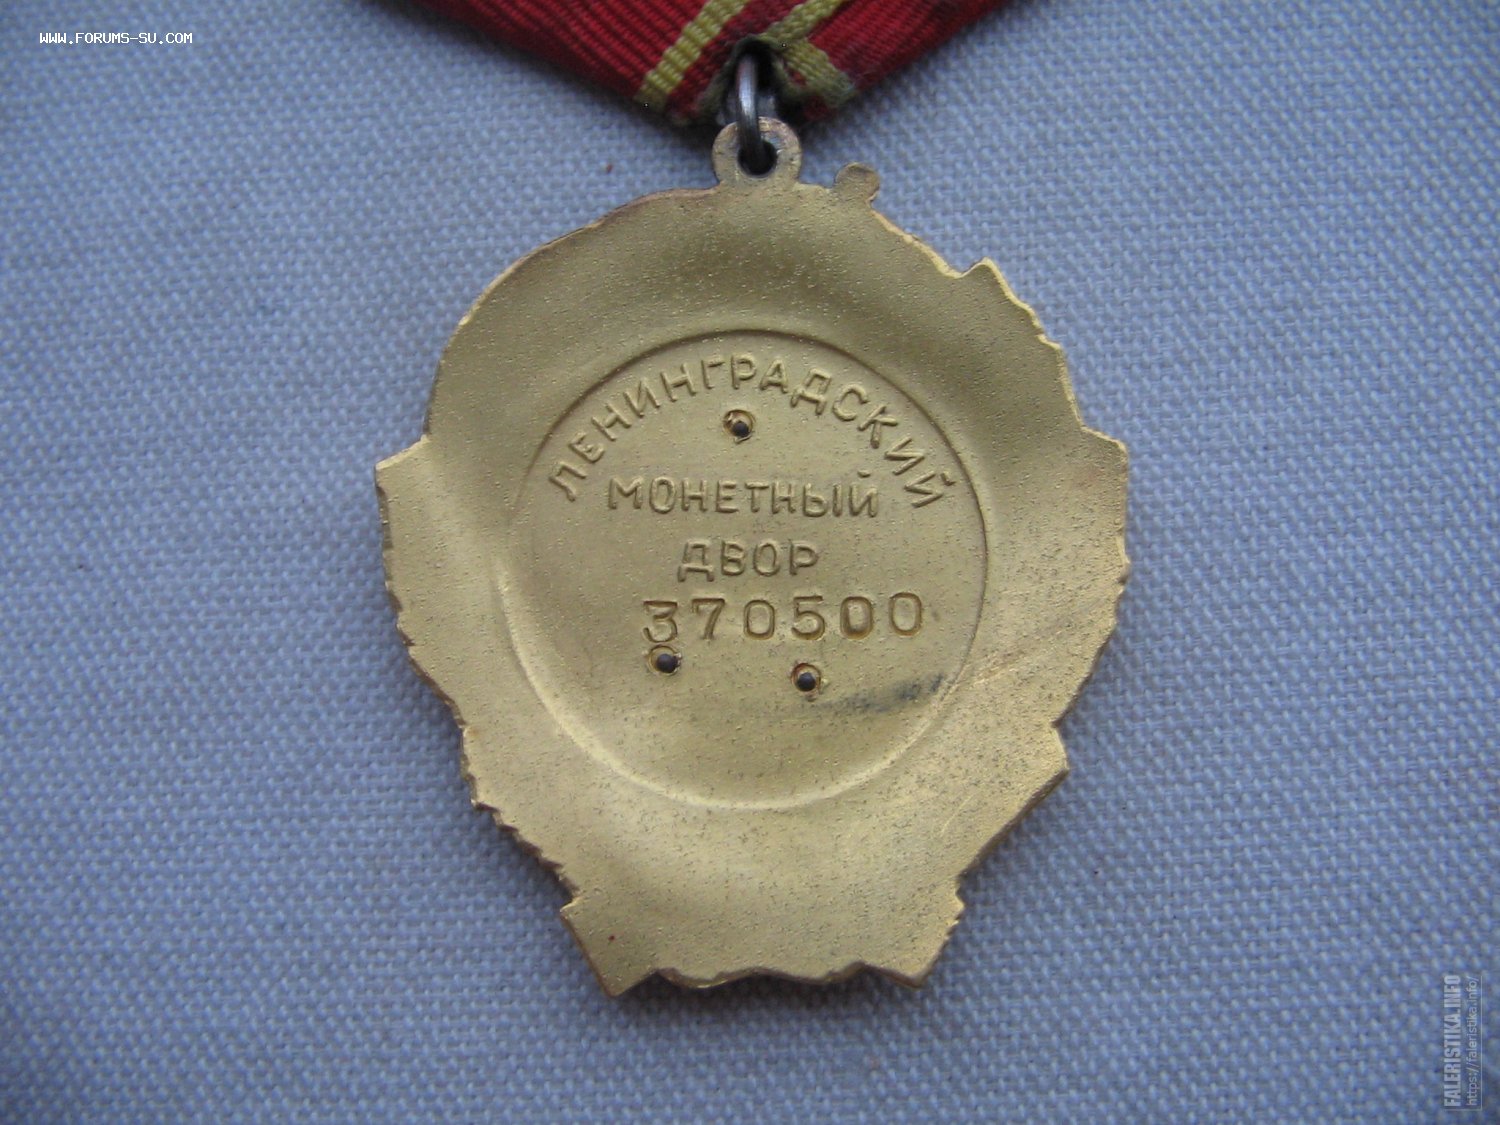 WWW.FORUMS-SU.COM
ЛЕНИНГРАДСКИЙ
МОНЕТНЫЙ
ДВОР
370500
FALERISTIKA.INFO
https://faleristika.info/